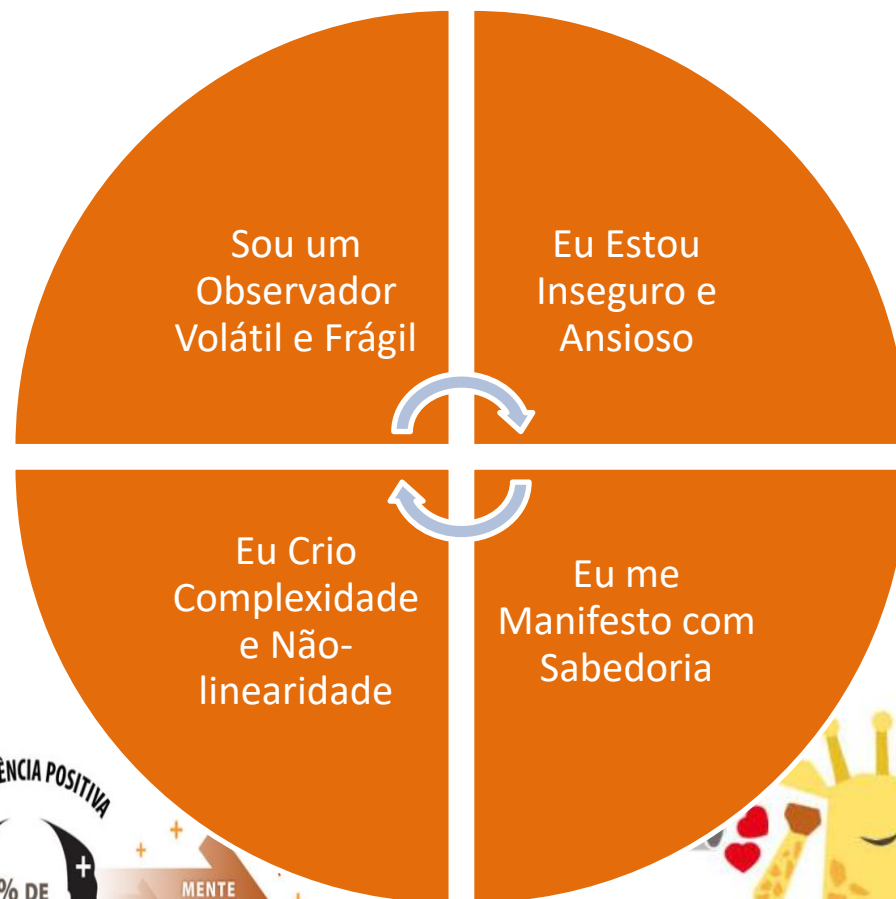 Sou um
Observador
Volátil e Frágil
Eu Estou
Inseguro e
Ansioso
Eu Crio
Complexidade
e Não-
linearidade
Eu me
Manifesto com
Sabedoria
ÊNCIA POSITIVA
% DE
MENTE